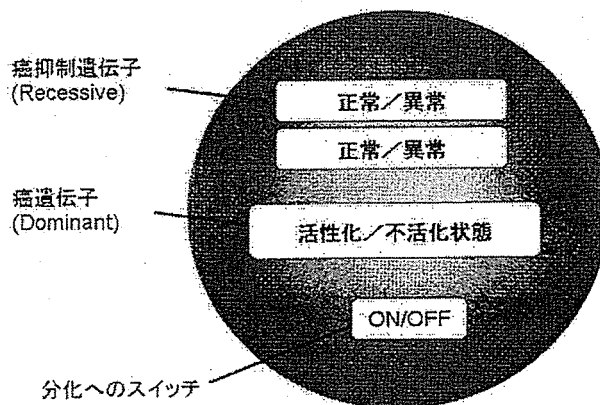 癌抑制遺伝子
(Recessive)
正常／異常
正常／異常
癌遺伝子
(Dominant)
活性化／不活化状態
ON/OFF
分化へのスイッチ